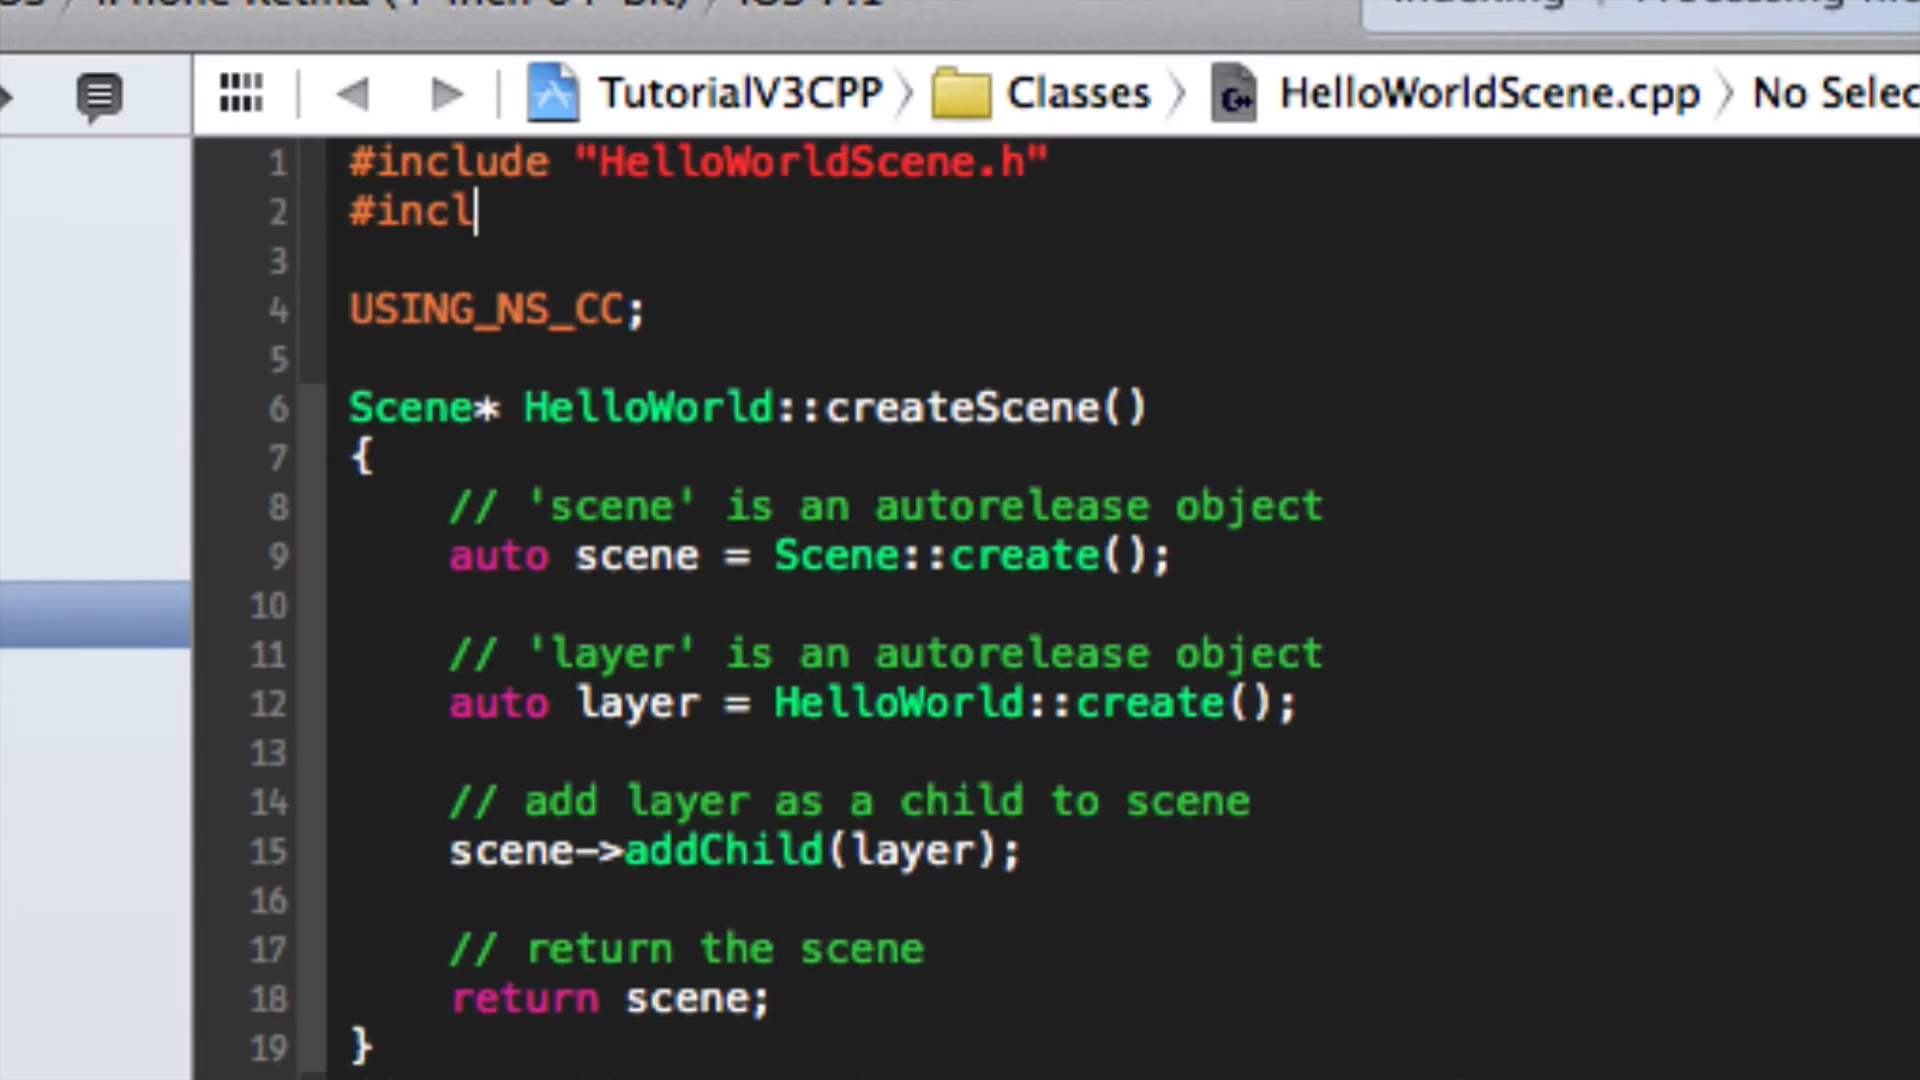 TutorialV3CPP Classes HelloWorldScene.cpp No Selec
1 #include "HelloWorldScene.h"
2 #incl
3
4 USING_NS_CC;
5
6 Scene* HelloWorld::createScene()
7 {
8 // 'scene' is an autorelease object
9 auto scene = Scene::create();
10
11 // 'layer' is an autorelease object
12 auto layer = HelloWorld::create();
13
14 // add layer as a child to scene
15 scene->addChild(layer);
16
17 // return the scene
18 return scene;
19 }